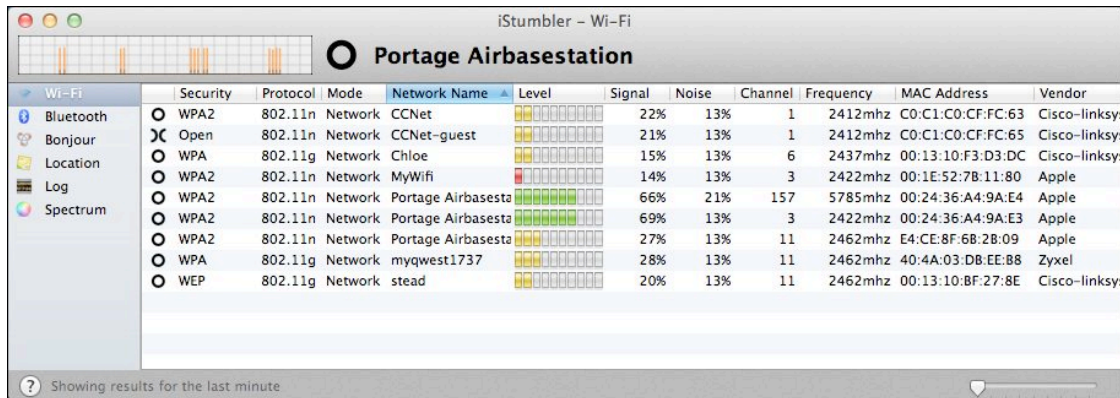 iStumbler – Wi-Fi
Portage Airbasestation
Wi-Fi
Bluetooth
Bonjour
Location
Log
Spectrum
Security Protocol Mode Network Name Level Signal Noise Channel Frequency MAC Address Vendor
WPA2 802.11n Network CCNet 22% 13% 1 2412mhz C0:C1:C0:CF:FC:63 Cisco-linksys
Open 802.11n Network CCNet-guest 21% 13% 1 2412mhz C0:C1:C0:CF:FC:65 Cisco-linksys
WPA 802.11g Network Chloe 15% 13% 6 2437mhz 00:13:10:F3:D3:DC Cisco-linksys
WPA2 802.11n Network MyWifi 14% 13% 3 2422mhz 00:1E:52:7B:11:80 Apple
WPA2 802.11n Network Portage Airbasesta 66% 21% 157 5785mhz 00:24:36:A4:9A:E4 Apple
WPA2 802.11n Network Portage Airbasesta 69% 13% 3 2422mhz 00:24:36:A4:9A:E3 Apple
WPA2 802.11n Network Portage Airbasesta 27% 13% 11 2462mhz E4:CE:8F:6B:2B:09 Apple
WPA 802.11g Network myqwest1737 28% 13% 11 2462mhz 40:4A:03:DB:EE:B8 Zyxel
WEP 802.11g Network stead 20% 13% 11 2462mhz 00:13:10:BF:27:8E Cisco-linksys
? Showing results for the last minute